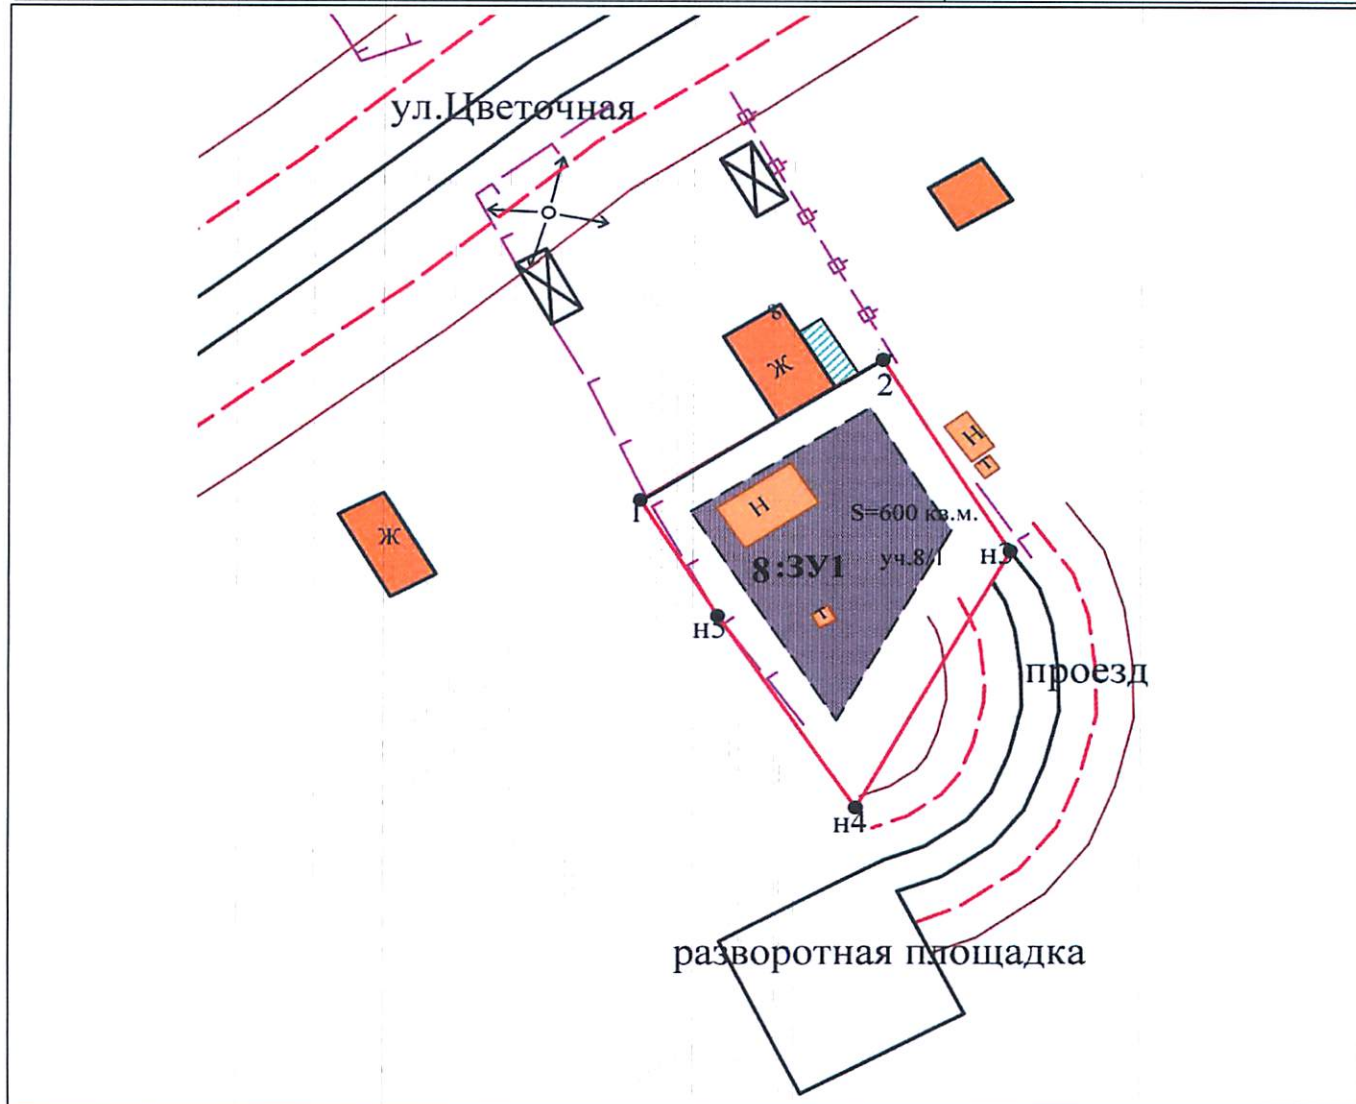 ул.Цветочная
8
Ж
2
Н
т
1
Н
S=600 кв.м.
Ж
8:ЗУ1
уч.8/1
н3
т
н5
проезд
н4
разворотная площадка